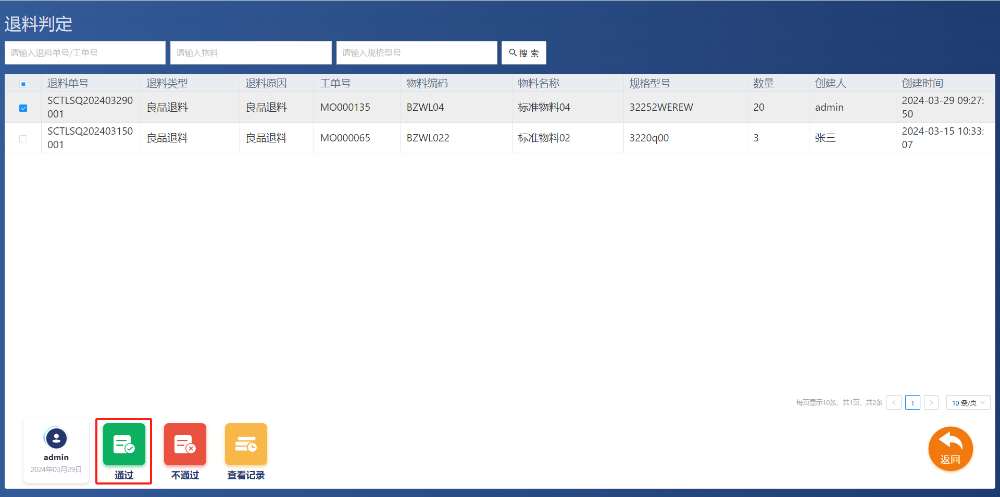 退料判定
请输入退料单号/工单号 请输入物料 请输入规格型号 搜 索
退料单号 退料类型 退料原因 工单号 物料编码 物料名称 规格型号 数量 创建人 创建时间
SCTLSQ202403290 001 良品退料 良品退料 MO000135 BZWL04 标准物料04 32252WEREW 20 admin 2024-03-29 09:27: 50
SCTLSQ202403150 001 良品退料 良品退料 MO000065 BZWL022 标准物料02 3220q00 3 张三 2024-03-15 10:33: 07
每页显示10条，共1页，共2条 < 1 > 10 条/页
admin
2024年03月29日
通过 不通过 查看记录
返回